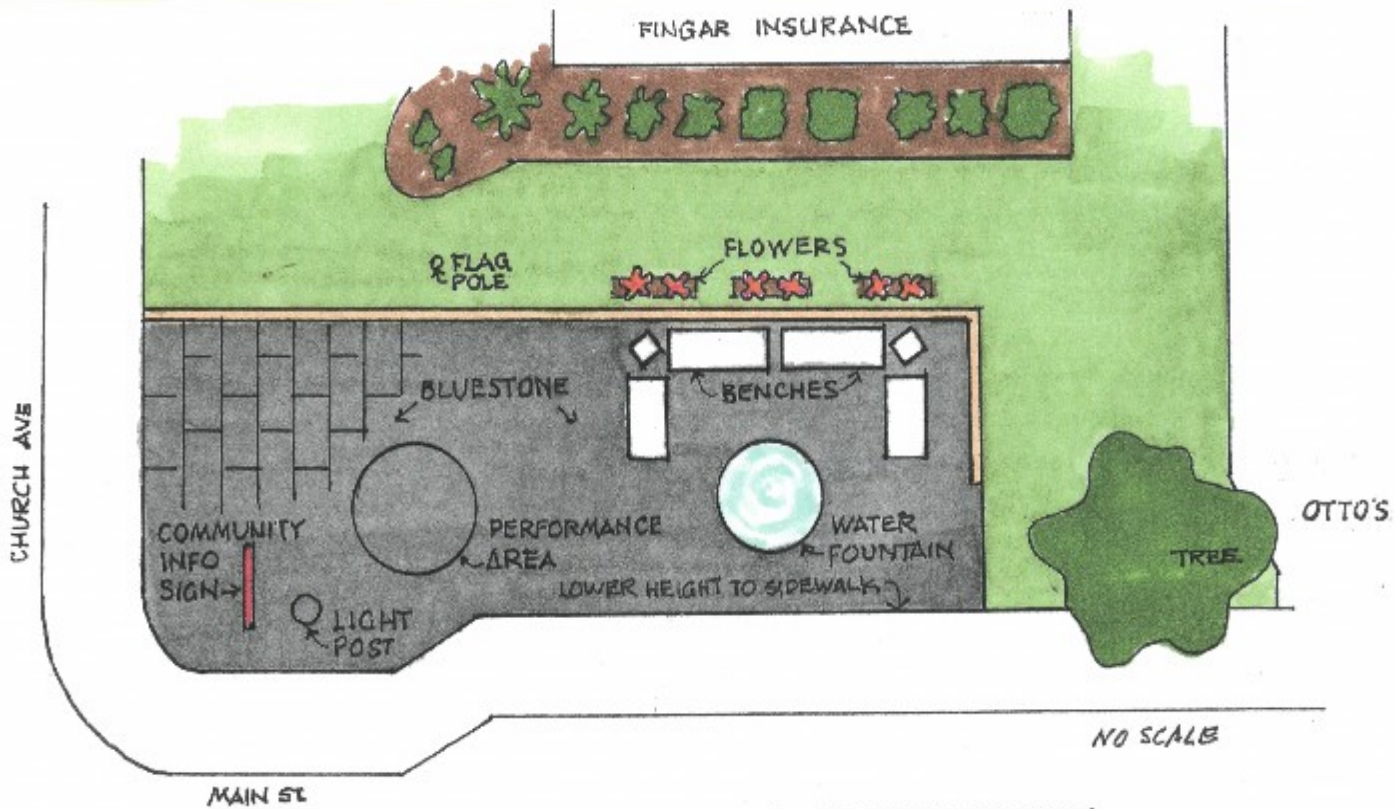 FINGAR INSURANCE
FLOWERS
FLAG
POLE
BLUESTONE
BENCHES
CHURCH AVE
COMMUNITY
INFO
SIGN
PERFORMANCE
AREA
WATER
FOUNTAIN
OTTO'S
TREE
LOWER HEIGHT TO SIDEWALK
LIGHT
POST
NO SCALE
MAIN ST.